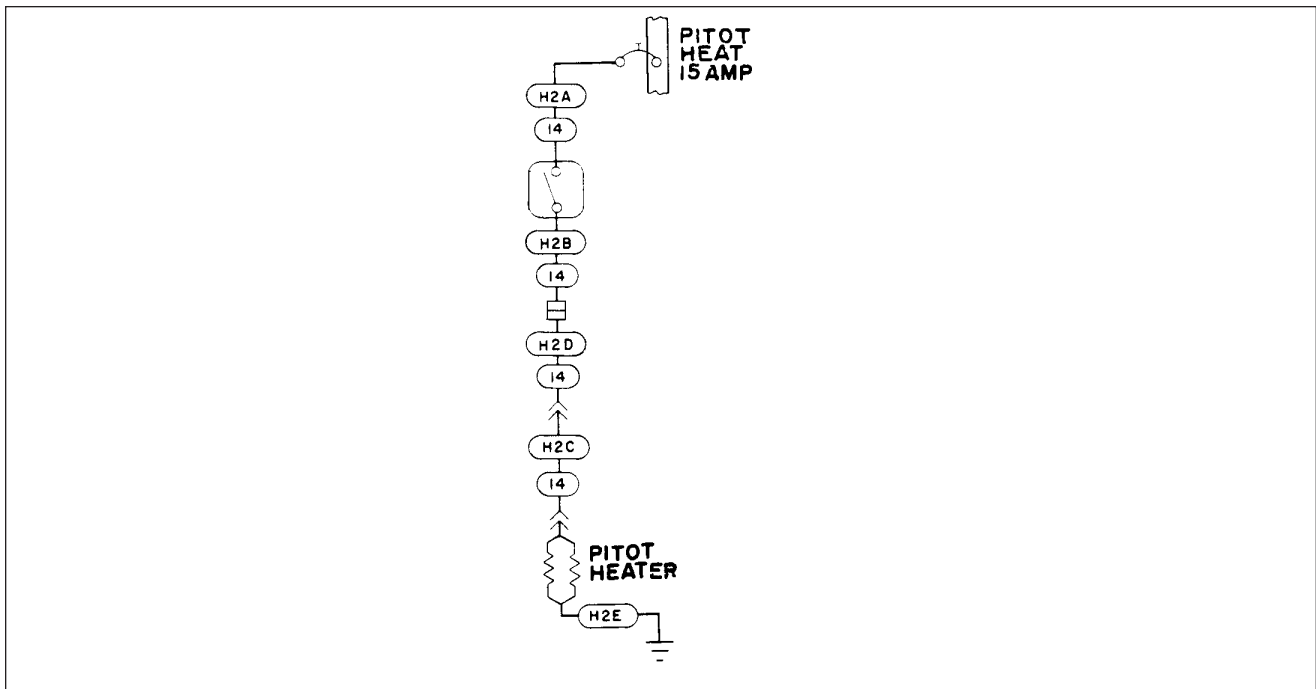 PITOT
HEAT
15 AMP
H2A
14
H2B
14
H2D
14
H2C
14
PITOT
HEATER
H2E